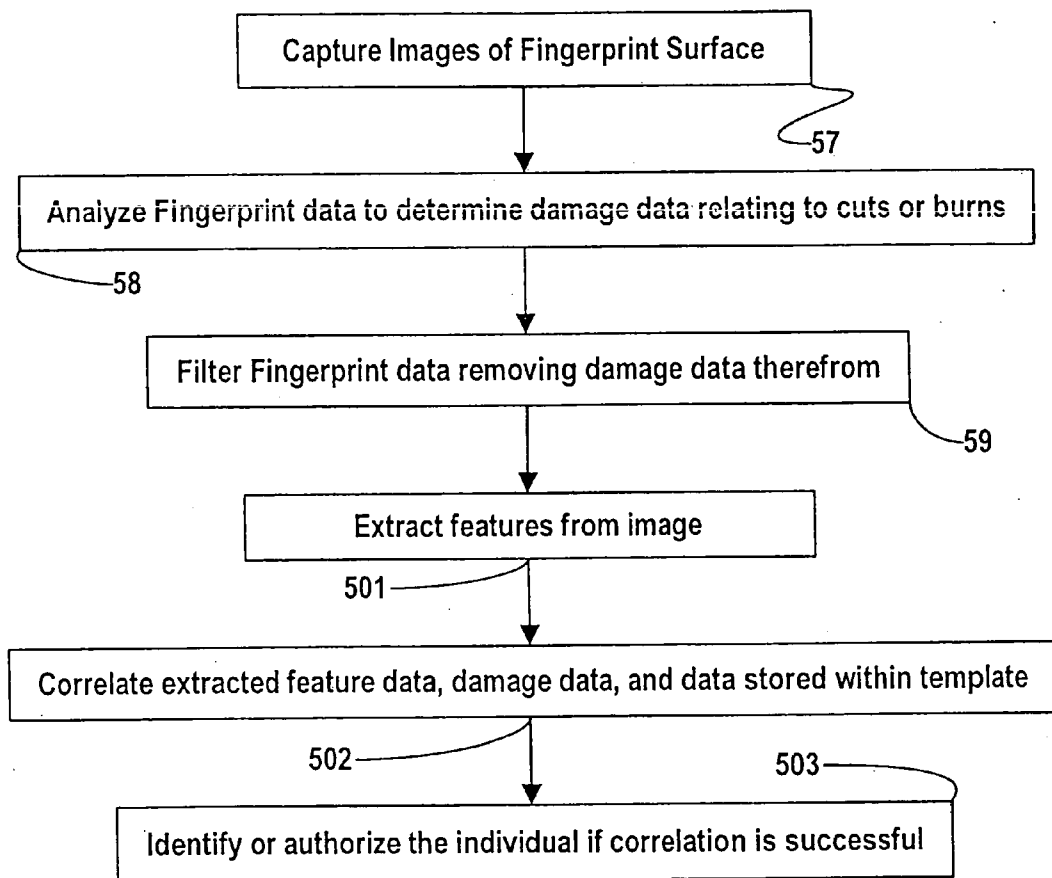 Capture Images of Fingerprint Surface
57
Analyze Fingerprint data to determine damage data relating to cuts or burns
58
Filter Fingerprint data removing damage data therefrom
59
Extract features from image
501
Correlate extracted feature data, damage data, and data stored within template
502
503
Identify or authorize the individual if correlation is successful